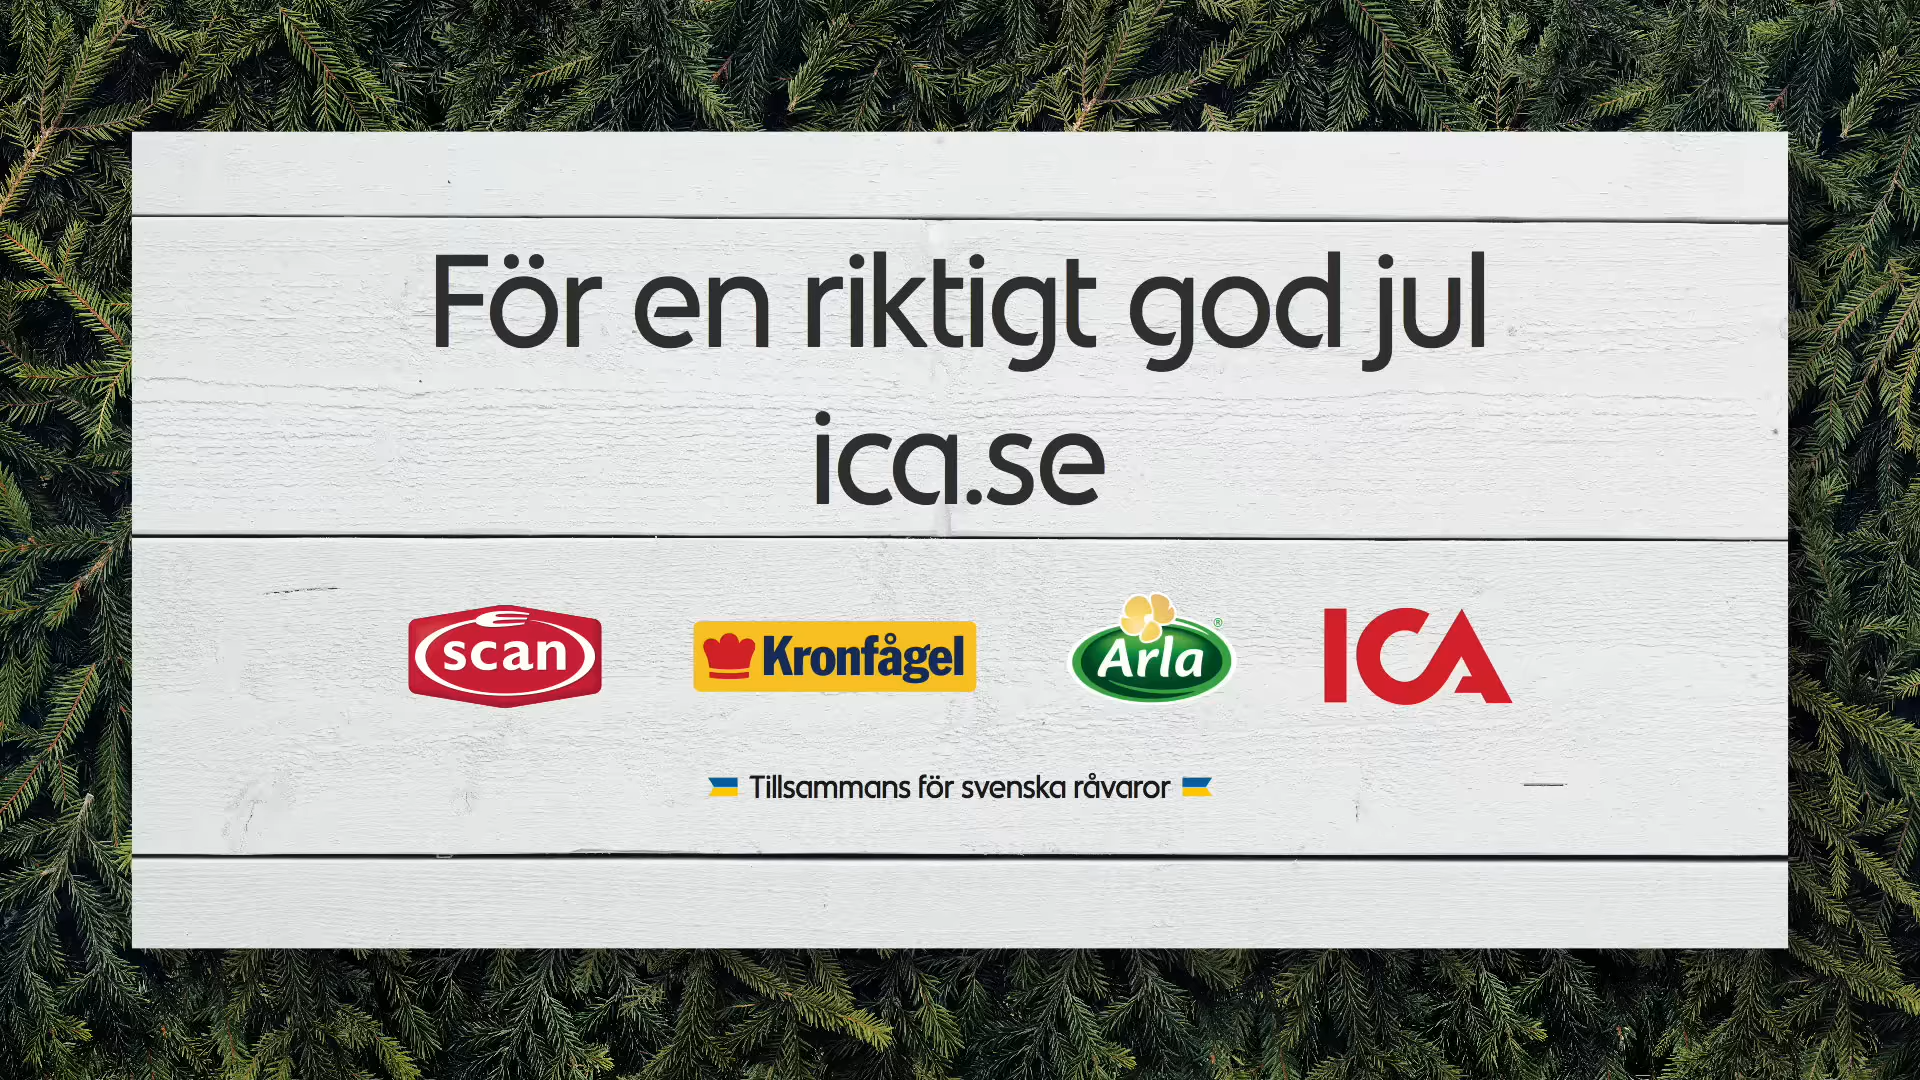 För en riktigt god jul
ica.se
scan Kronfågel Arla ® ICA
Tillsammans för svenska råvaror